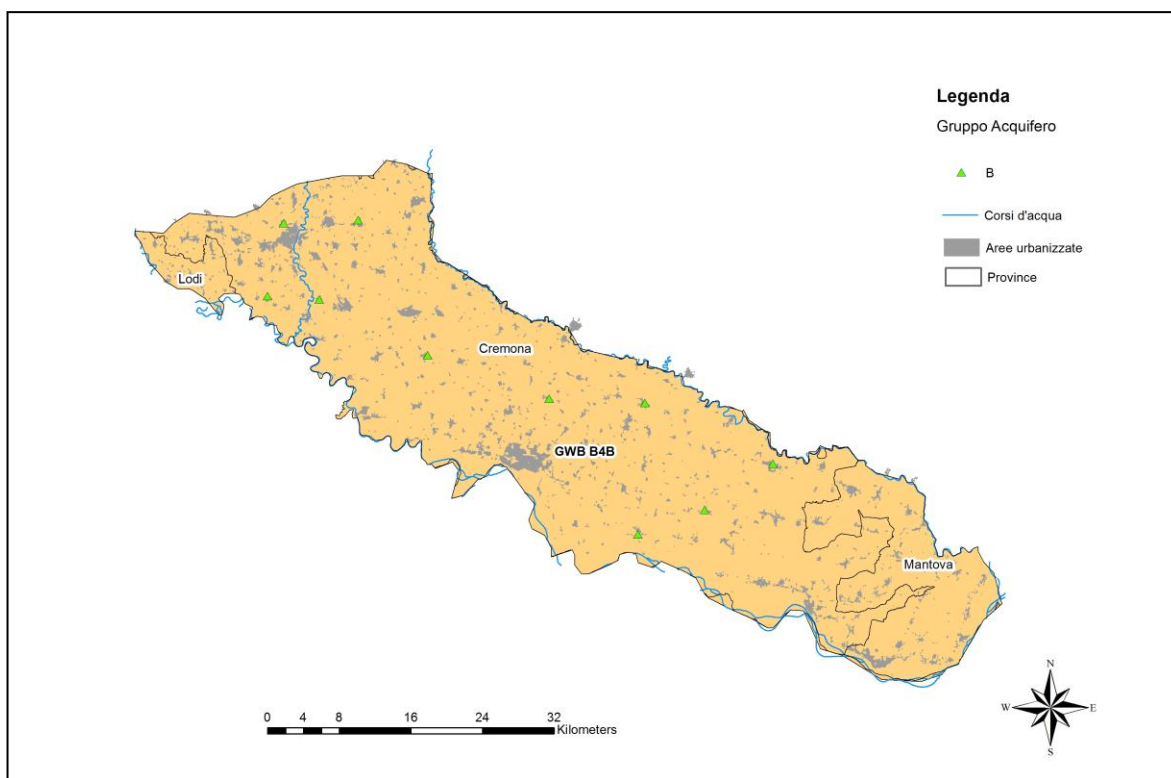 Legenda
Gruppo Acquifero
B
Corsi d'acqua
Aree urbanizzate
Province
Lodi
Cremona
GWB B4B
Mantova
N
W E
S
0 4 8 16 24 32
Kilometers